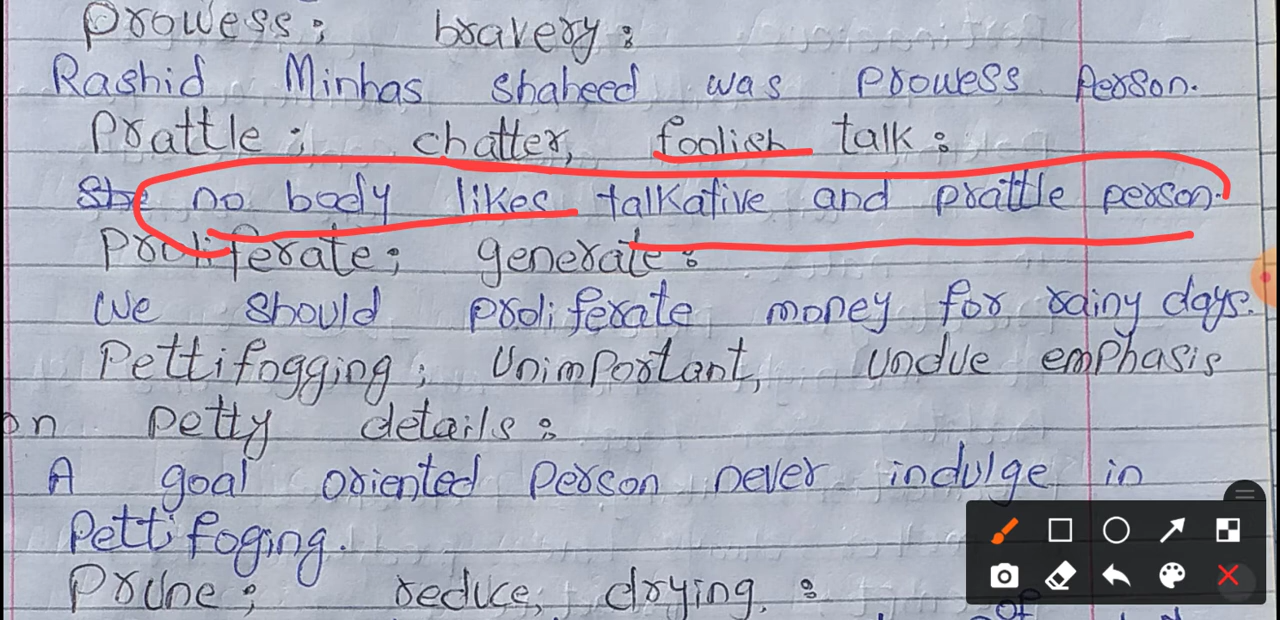 Prowess; bravery:
Rashid Minhas shaheed was prowess person.
Prattle; chatter, foolish talk:
She no body likes talkative and prattle person.
Proliferate; generate:
We should proliferate money for rainy days.
Pettifogging; Unimportant, Undue emphasis
on petty details:
A goal oriented person never indulge in
Pettifoging.
Prune; reduce, drying. :
of